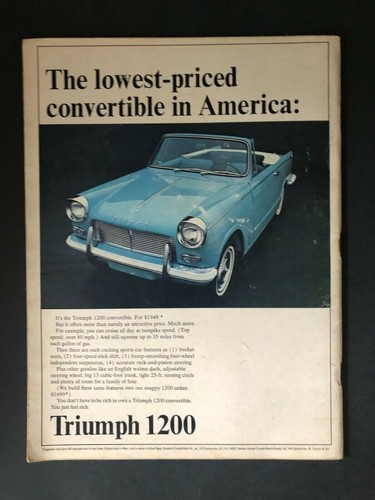 The lowest-priced
convertible in America:
It's the Triumph 1200 convertible. For $1949.*
But it offers more than merely an attractive price. Much more.
For example, you can cruise all day at turnpike speed. (Top
speed: over 80 mph.) And still squeeze up to 35 miles from
each gallon of gas.
Then there are such exciting sports car features as (1) bucket
seats, (2) four-speed stick shift, (3) bump-smoothing four-wheel
independent suspension, (4) accurate rack-and-pinion steering.
Plus other goodies like an English walnut dash, adjustable
steering wheel, big 13 cubic-foot trunk, tight 25-ft. turning circle
and plenty of room for a family of four.
(We build these same features into our snappy 1200 sedan.
$1699*.)
You don't have to be rich to own a Triumph 1200 convertible.
You just feel rich.
Triumph 1200